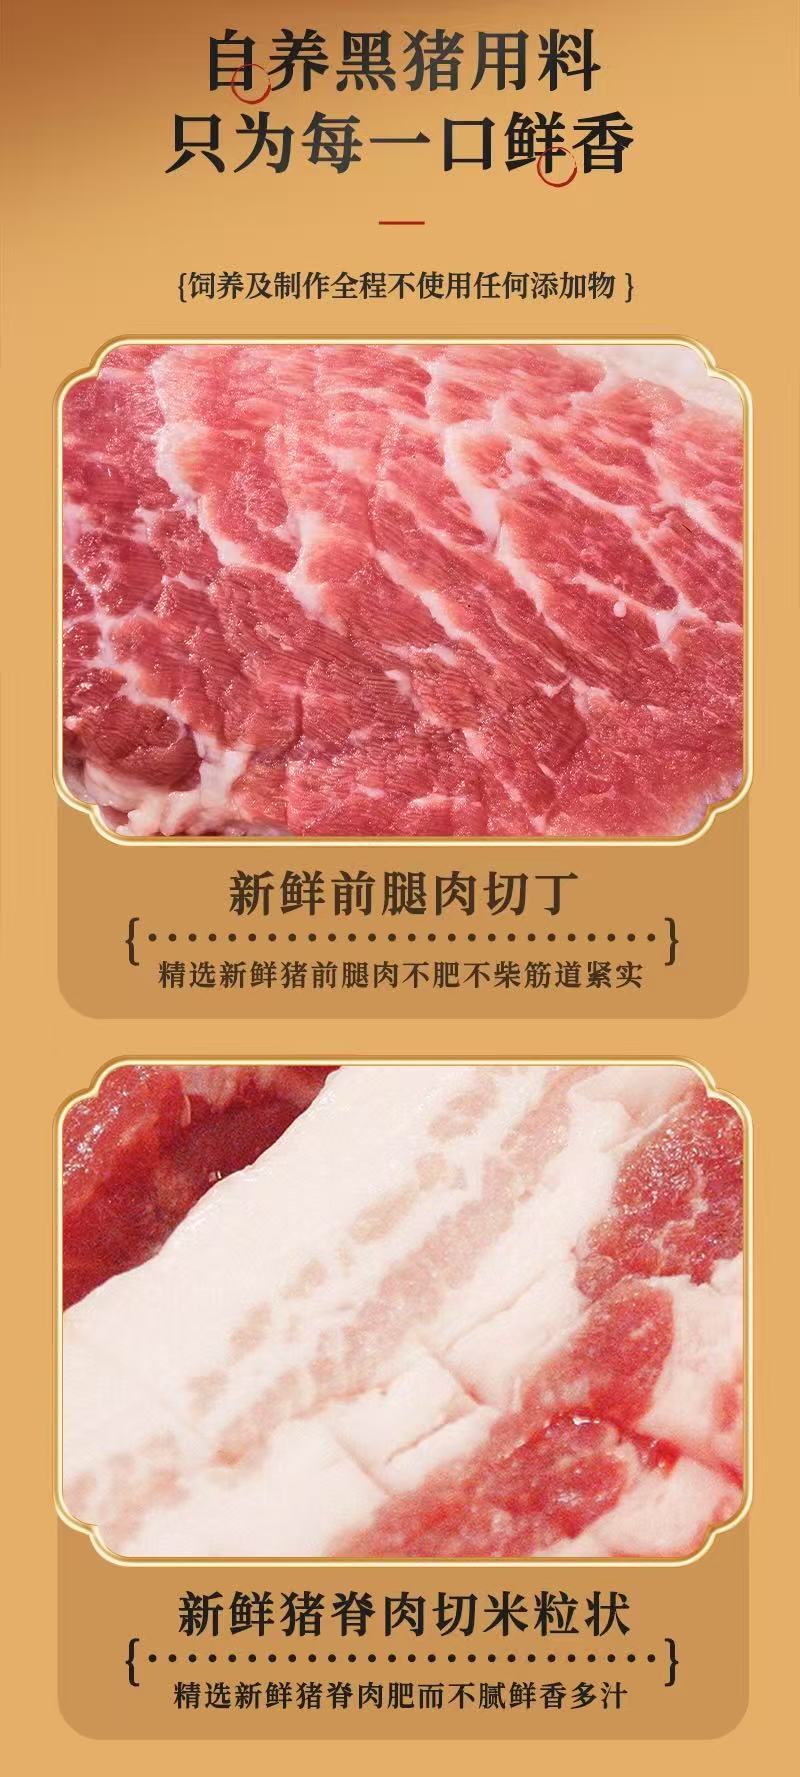 自养黑猪用料
只为每一口鲜香
{饲养及制作全程不使用任何添加物 }
新鲜前腿肉切丁
精选新鲜猪前腿肉不肥不柴筋道紧实
新鲜猪脊肉切米粒状
精选新鲜猪脊肉肥而不腻鲜香多汁